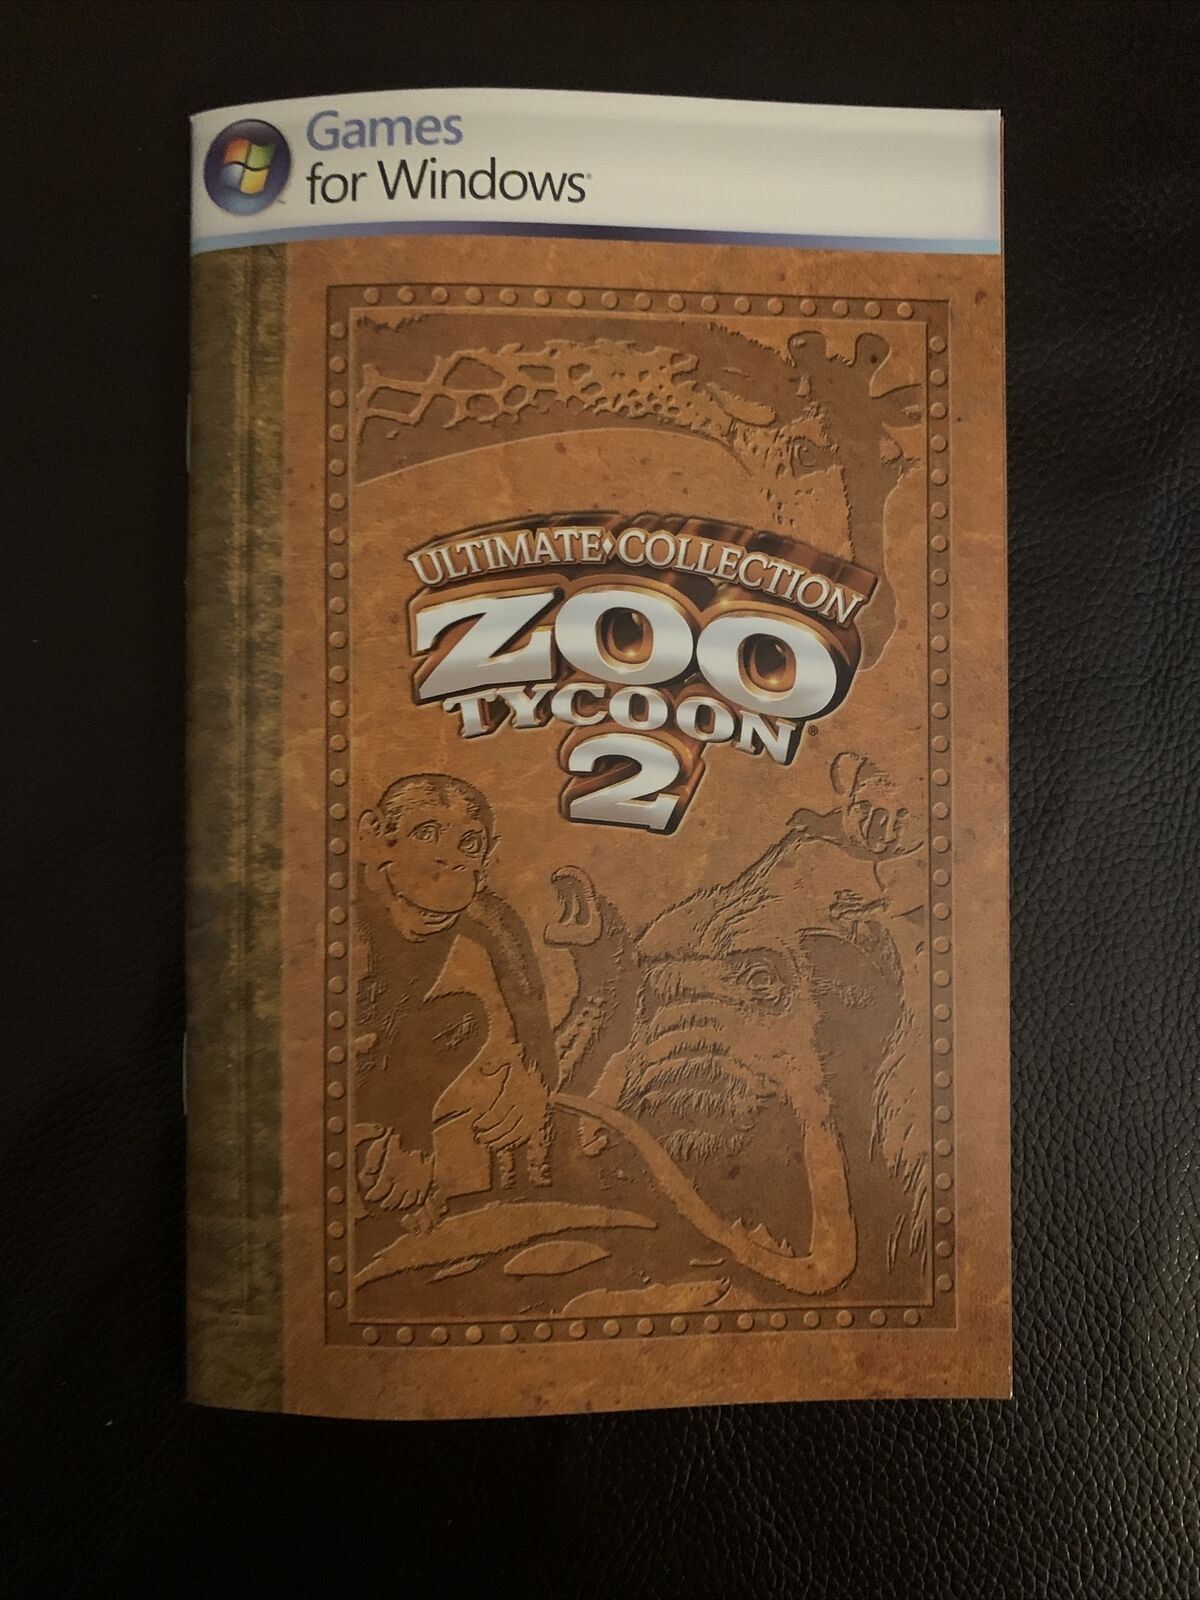 Games
for Windows®
ULTIMATE♦COLLECTION
ZOO
TYCOON®
2